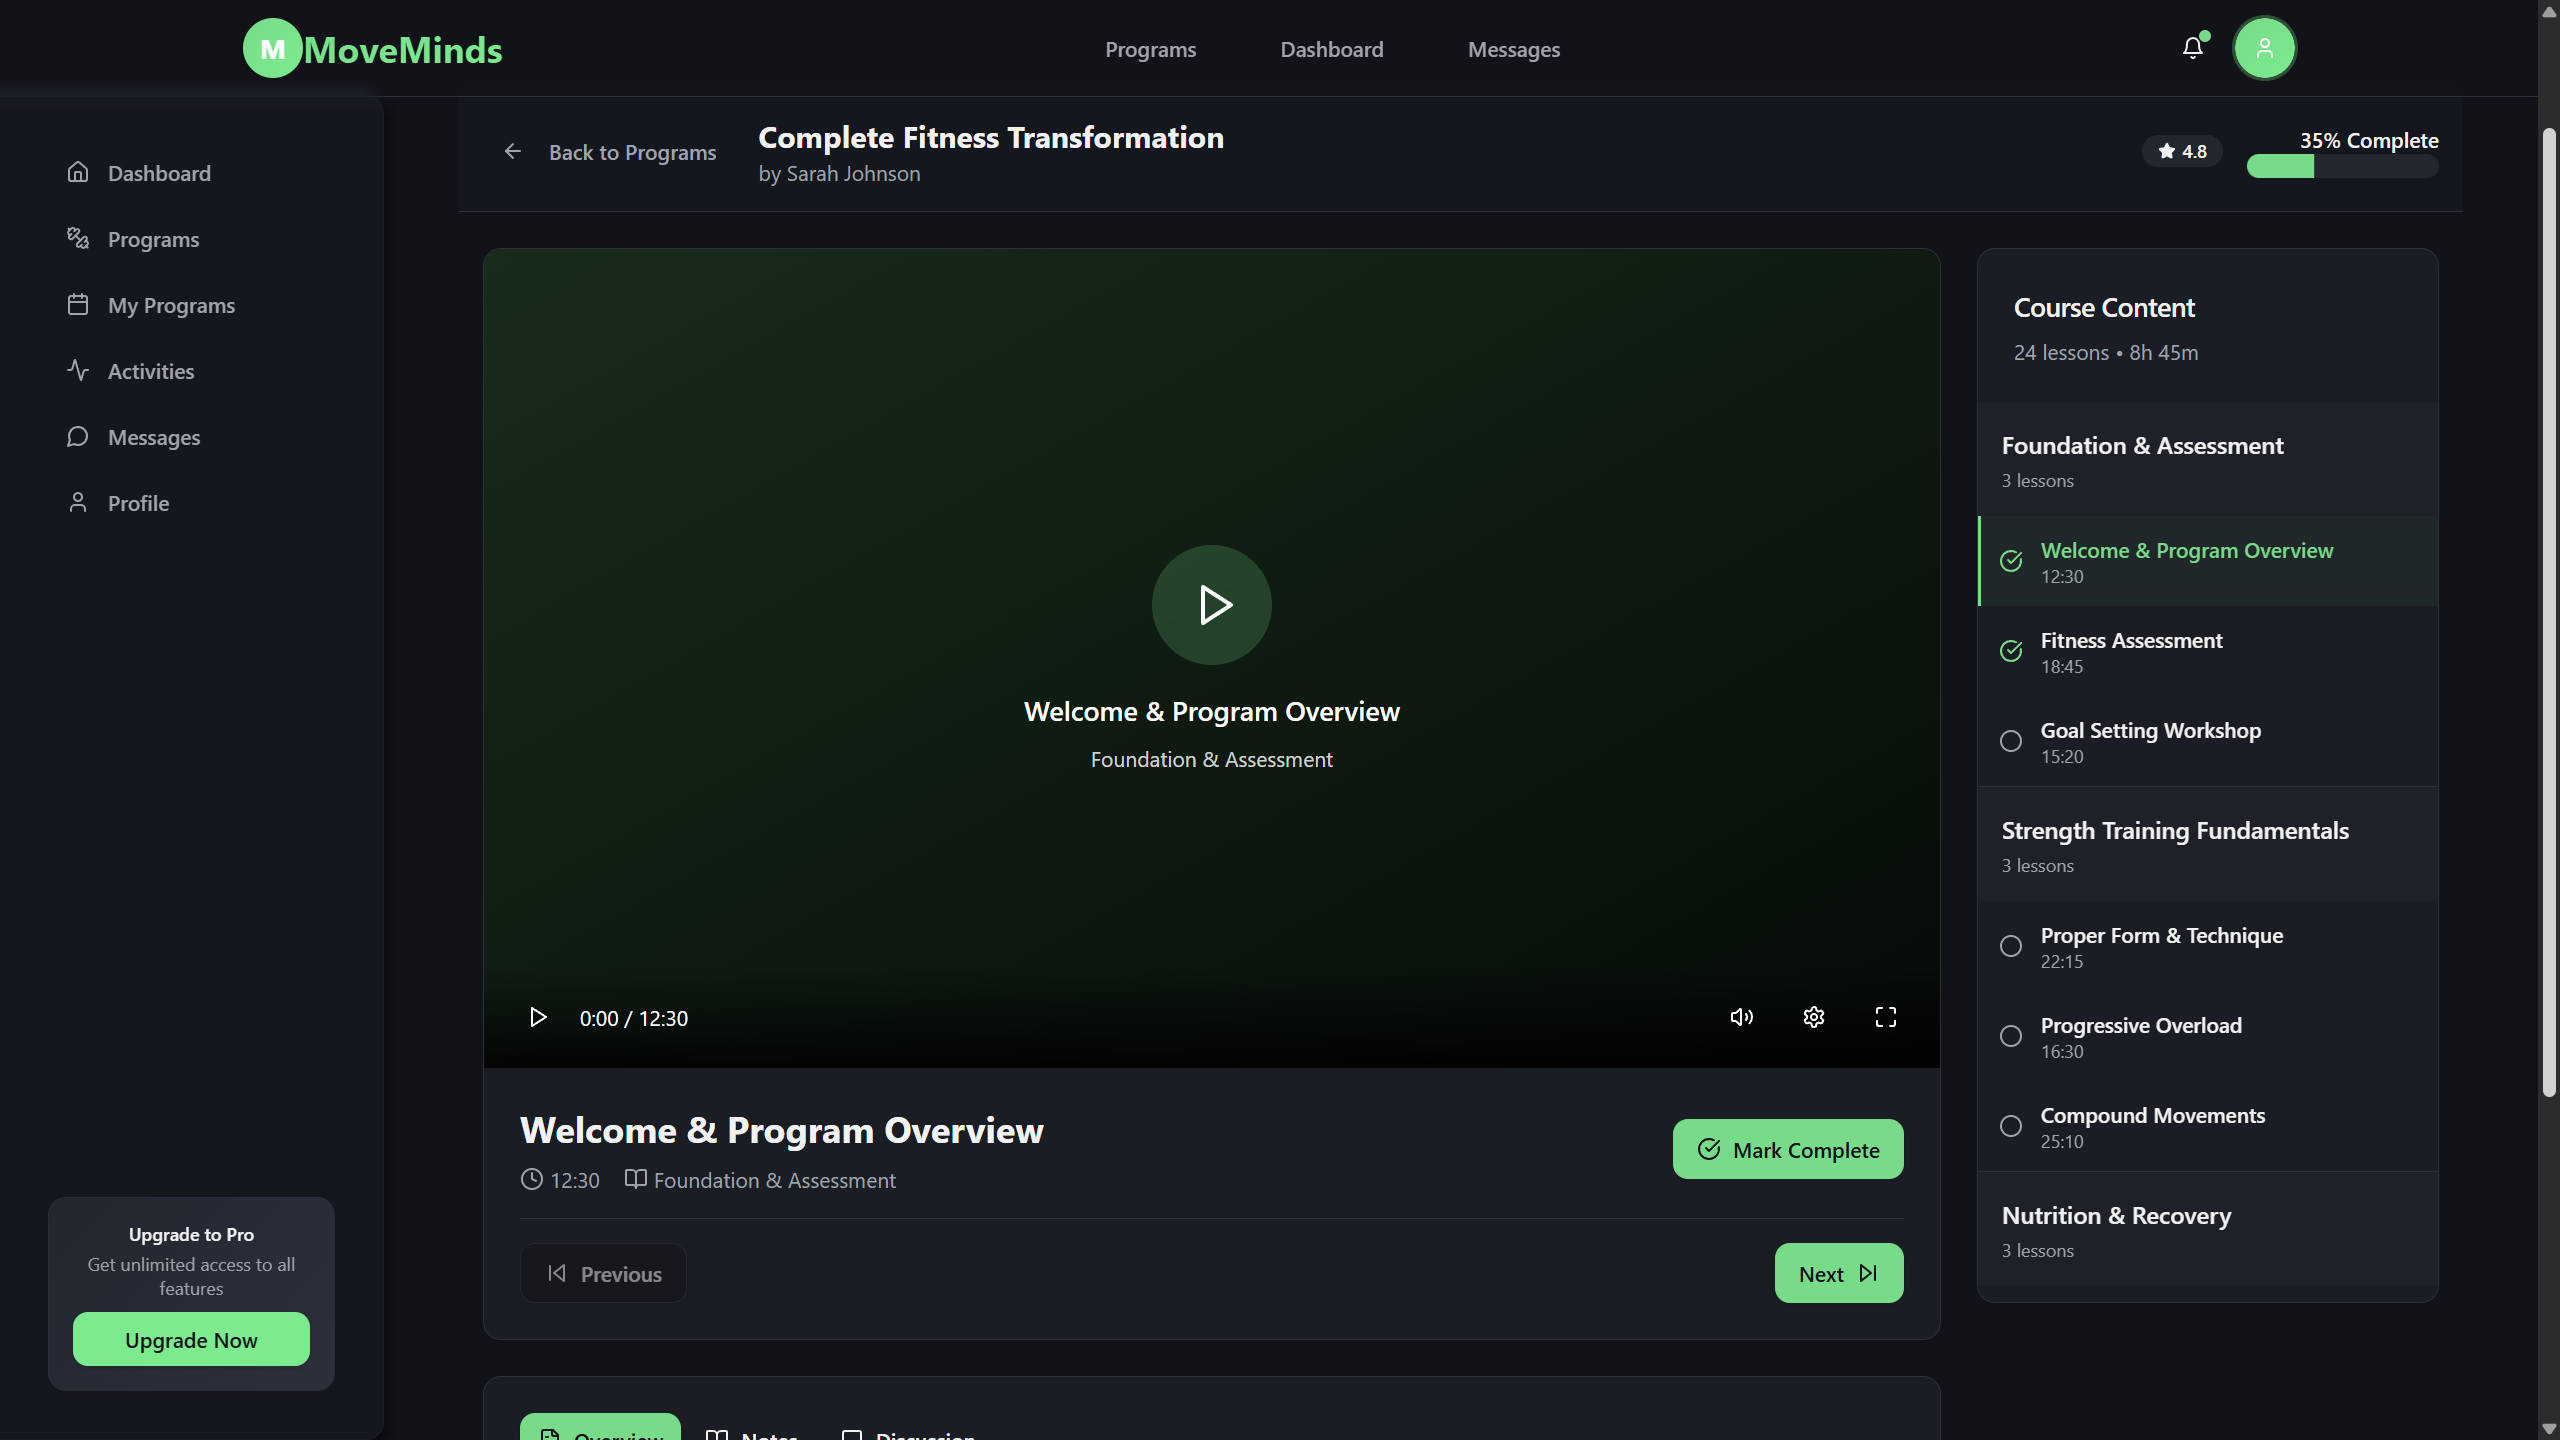 M MoveMinds
Programs
Dashboard
Messages
Dashboard
Programs
My Programs
Activities
Messages
Profile
Upgrade to Pro
Get unlimited access to all
features
Upgrade Now
Back to Programs
Complete Fitness Transformation
by Sarah Johnson
4.8
35% Complete
Welcome & Program Overview
Foundation & Assessment
0:00 / 12:30
Welcome & Program Overview
12:30 Foundation & Assessment
Mark Complete
Previous
Next
Overview
Notes
Discussion
Course Content
24 lessons • 8h 45m
Foundation & Assessment
3 lessons
Welcome & Program Overview
12:30
Fitness Assessment
18:45
Goal Setting Workshop
15:20
Strength Training Fundamentals
3 lessons
Proper Form & Technique
22:15
Progressive Overload
16:30
Compound Movements
25:10
Nutrition & Recovery
3 lessons